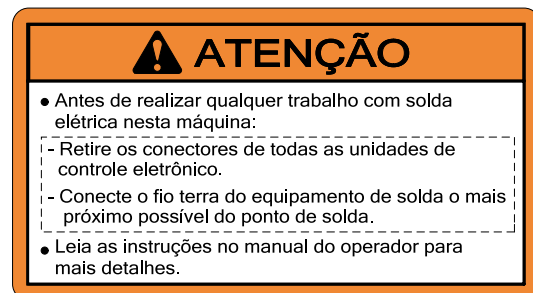 ATENÇÃO
• Antes de realizar qualquer trabalho com solda
elétrica nesta máquina:
- Retire os conectores de todas as unidades de
controle eletrônico.
- Conecte o fio terra do equipamento de solda o mais
próximo possível do ponto de solda.
• Leia as instruções no manual do operador para
mais detalhes.